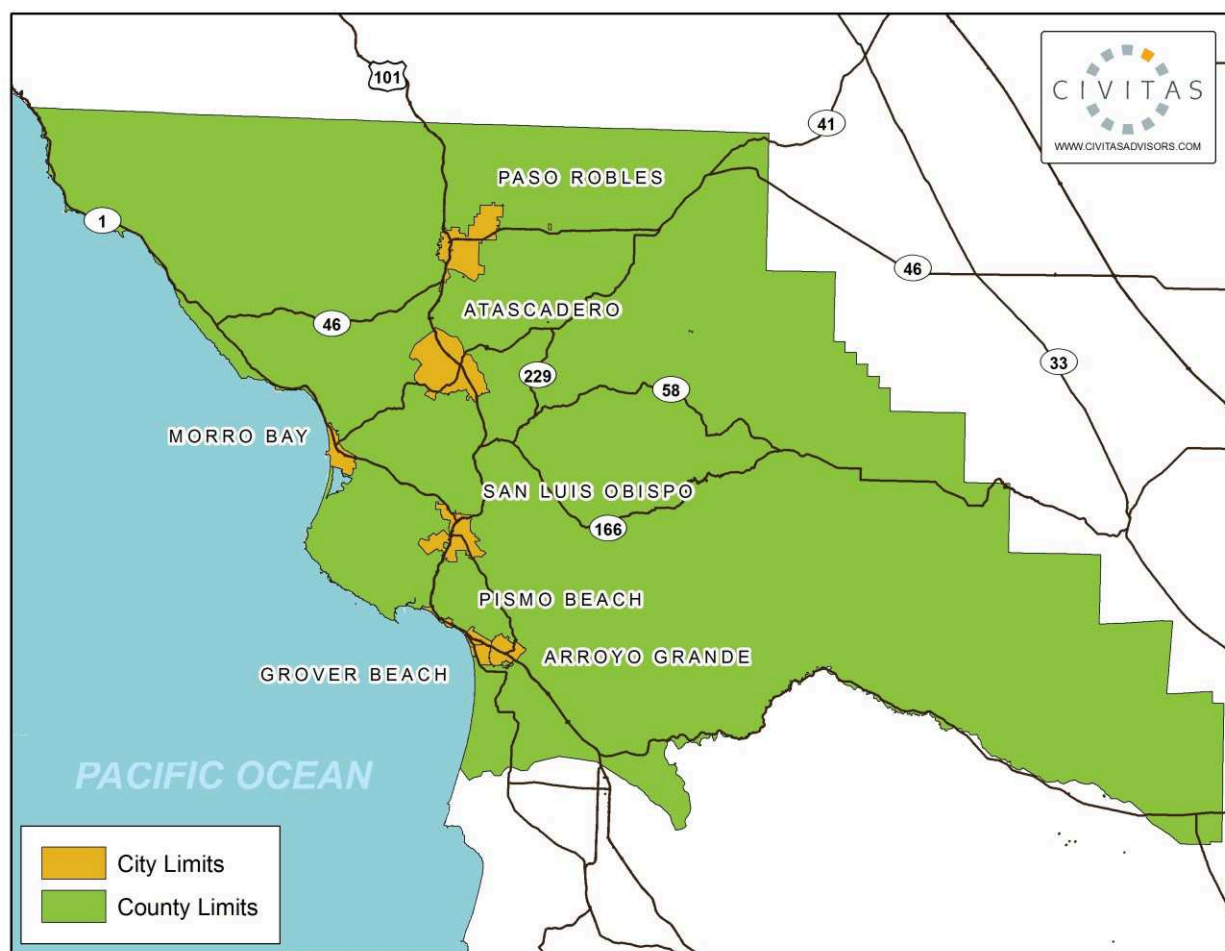 101
CIVITAS
WWW.CIVITASADVISORS.COM
41
PASO ROBLES
1
46
46
ATASCADERO
33
229
58
MORRO BAY
SAN LUIS OBISPO
166
PISMO BEACH
ARROYO GRANDE
GROVER BEACH
PACIFIC OCEAN
City Limits
County Limits